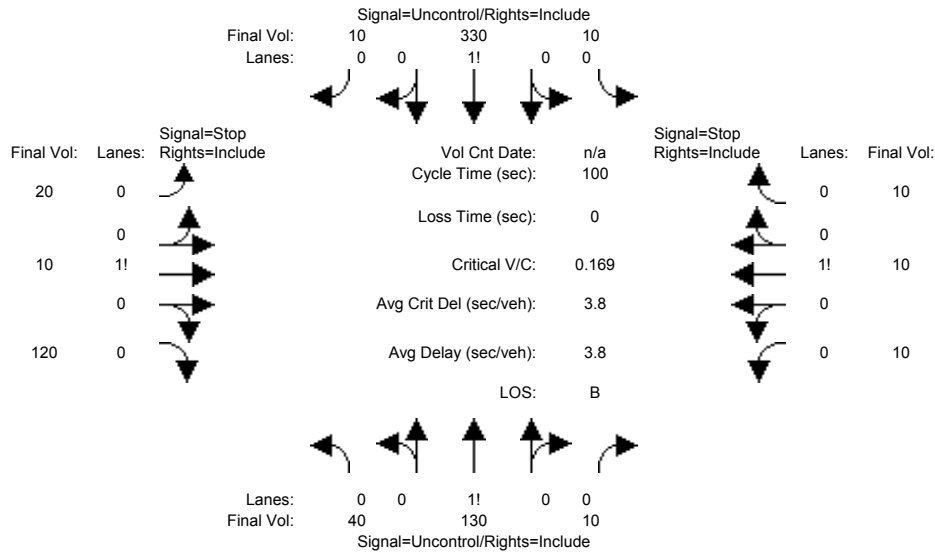 Signal=Uncontrol/Rights=Include
Final Vol: 10 330 10
Lanes: 0 0 1! 0 0
Signal=Stop Signal=Stop
Final Vol: Lanes: Rights=Include Vol Cnt Date: n/a Rights=Include Lanes: Final Vol:
Cycle Time (sec): 100
20 0 0 10
Loss Time (sec): 0
0 0
10 1! Critical V/C: 0.169 1! 10
0 Avg Crit Del (sec/veh): 3.8 0
120 0 Avg Delay (sec/veh): 3.8 0 10
LOS: B
Lanes: 0 0 1! 0 0
Final Vol: 40 130 10
Signal=Uncontrol/Rights=Include